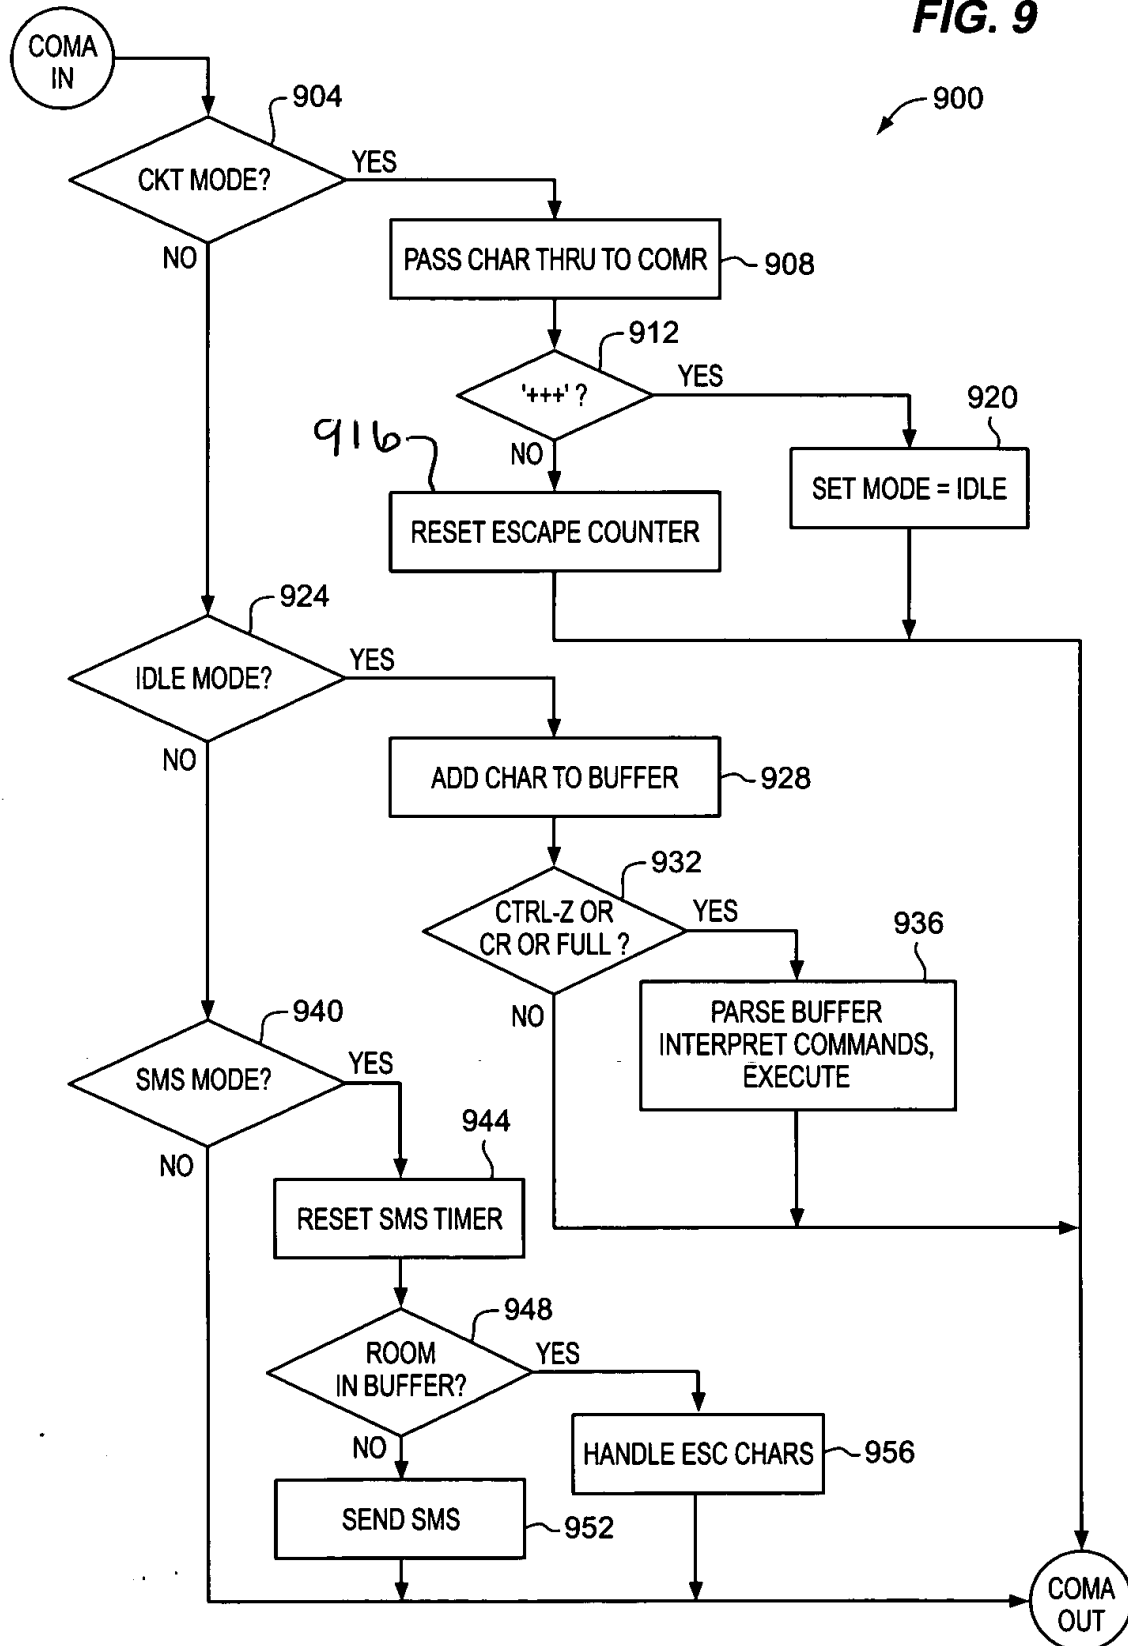 FIG. 9
900
COMA
IN
904
CKT MODE?
YES
NO
PASS CHAR THRU TO COMR
908
912
'+++' ?
YES
NO
916
RESET ESCAPE COUNTER
920
SET MODE = IDLE
924
IDLE MODE?
YES
NO
ADD CHAR TO BUFFER
928
932
CTRL-Z OR
CR OR FULL ?
YES
NO
936
PARSE BUFFER
INTERPRET COMMANDS,
EXECUTE
940
SMS MODE?
YES
NO
944
RESET SMS TIMER
948
ROOM
IN BUFFER?
YES
NO
HANDLE ESC CHARS
956
SEND SMS
952
COMA
OUT